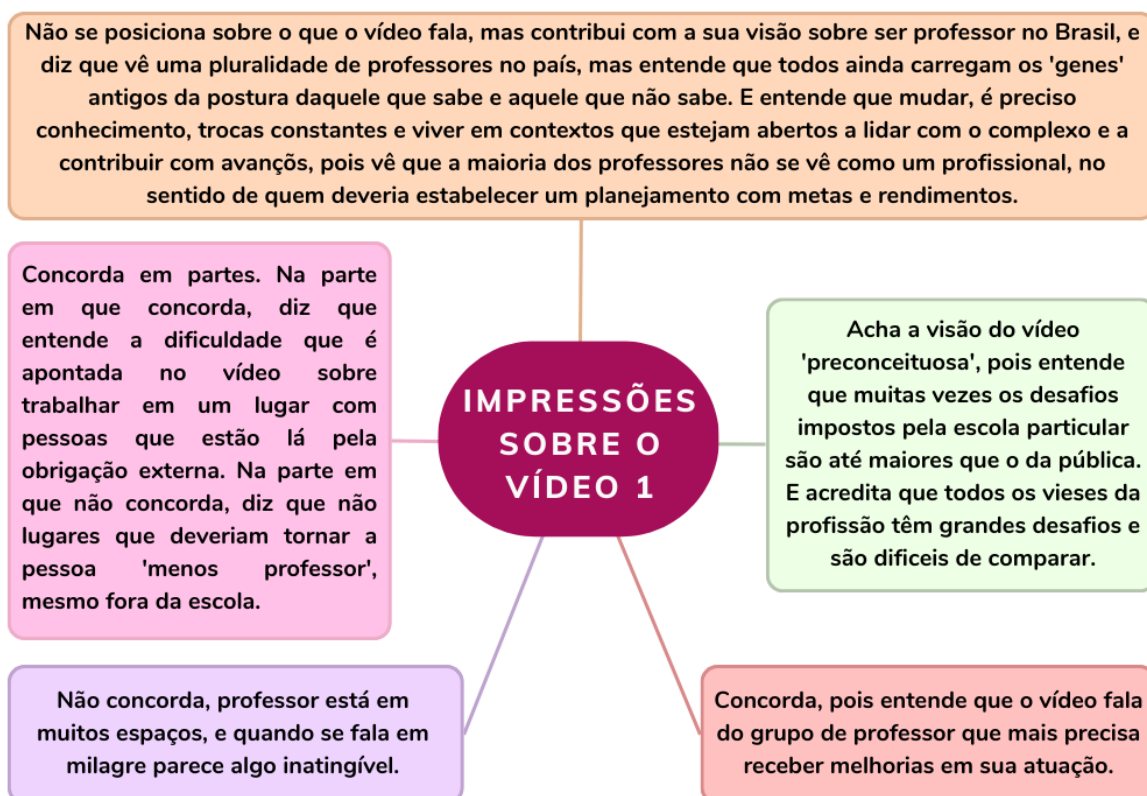 Não se posiciona sobre o que o vídeo fala, mas contribui com a sua visão sobre ser professor no Brasil, e
diz que vê uma pluralidade de professores no país, mas entende que todos ainda carregam os 'genes'
antigos da postura daquele que sabe e aquele que não sabe. E entende que mudar, é preciso
conhecimento, trocas constantes e viver em contextos que estejam abertos a lidar com o complexo e a
contribuir com avançõs, pois vê que a maioria dos professores não se vê como um profissional, no
sentido de quem deveria estabelecer um planejamento com metas e rendimentos.
Concorda em partes. Na parte
em que concorda, diz que
entende a dificuldade que é
apontada no vídeo sobre
trabalhar em um lugar com
pessoas que estão lá pela
obrigação externa. Na parte em
que não concorda, diz que não
lugares que deveriam tornar a
pessoa 'menos professor',
mesmo fora da escola.
IMPRESSÕES
SOBRE O
VÍDEO 1
Acha a visão do vídeo
'preconceituosa', pois entende
que muitas vezes os desafios
impostos pela escola particular
são até maiores que o da pública.
E acredita que todos os vieses da
profissão têm grandes desafios e
são dificeis de comparar.
Não concorda, professor está em
muitos espaços, e quando se fala em
milagre parece algo inatingível.
Concorda, pois entende que o vídeo fala
do grupo de professor que mais precisa
receber melhorias em sua atuação.